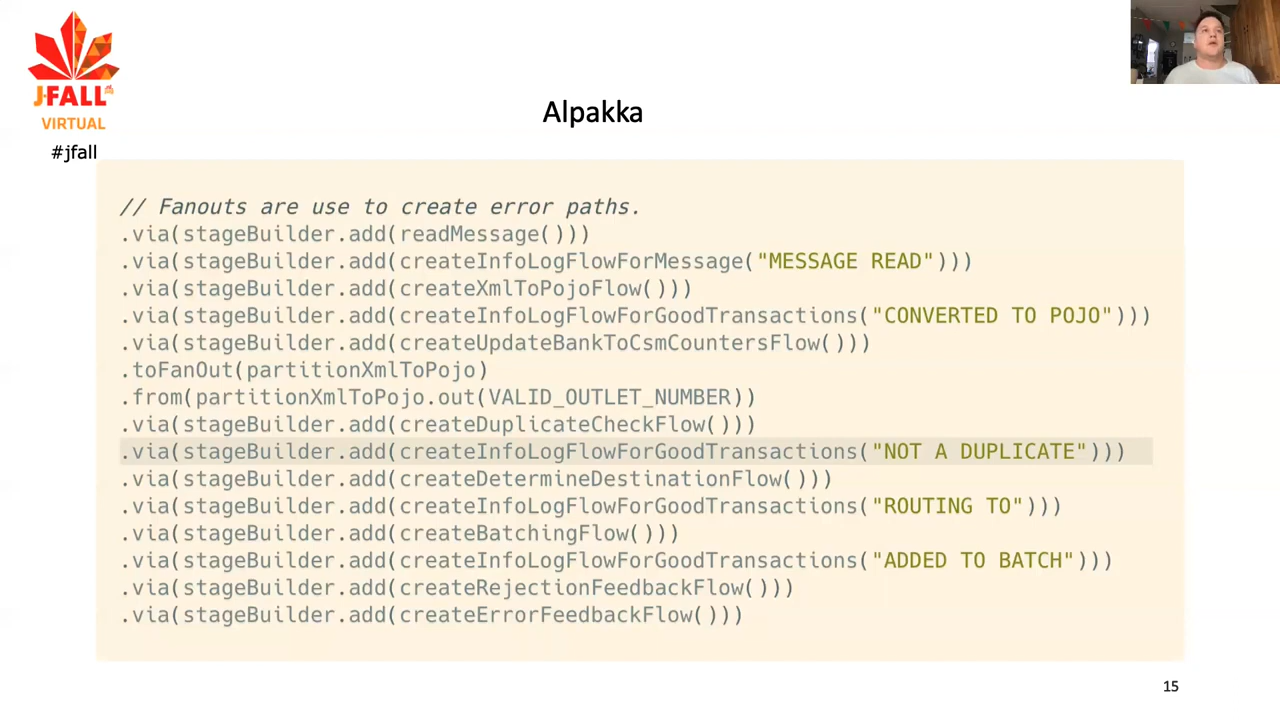 J-FALL
VIRTUAL
#jfall
Alpakka
// Fanouts are use to create error paths.
.via(stageBuilder.add(readMessage()))
.via(stageBuilder.add(createInfoLogFlowForMessage("MESSAGE READ")))
.via(stageBuilder.add(createXmlToPojoFlow()))
.via(stageBuilder.add(createInfoLogFlowForGoodTransactions("CONVERTED TO POJO")))
.via(stageBuilder.add(createUpdateBankToCsmCountersFlow()))
.toFanOut(partitionXmlToPojo)
.from(partitionXmlToPojo.out(VALID_OUTLET_NUMBER))
.via(stageBuilder.add(createDuplicateCheckFlow()))
.via(stageBuilder.add(createInfoLogFlowForGoodTransactions("NOT A DUPLICATE")))
.via(stageBuilder.add(createDetermineDestinationFlow()))
.via(stageBuilder.add(createInfoLogFlowForGoodTransactions("ROUTING TO")))
.via(stageBuilder.add(createBatchingFlow()))
.via(stageBuilder.add(createInfoLogFlowForGoodTransactions("ADDED TO BATCH")))
.via(stageBuilder.add(createRejectionFeedbackFlow()))
.via(stageBuilder.add(createErrorFeedbackFlow()))
15